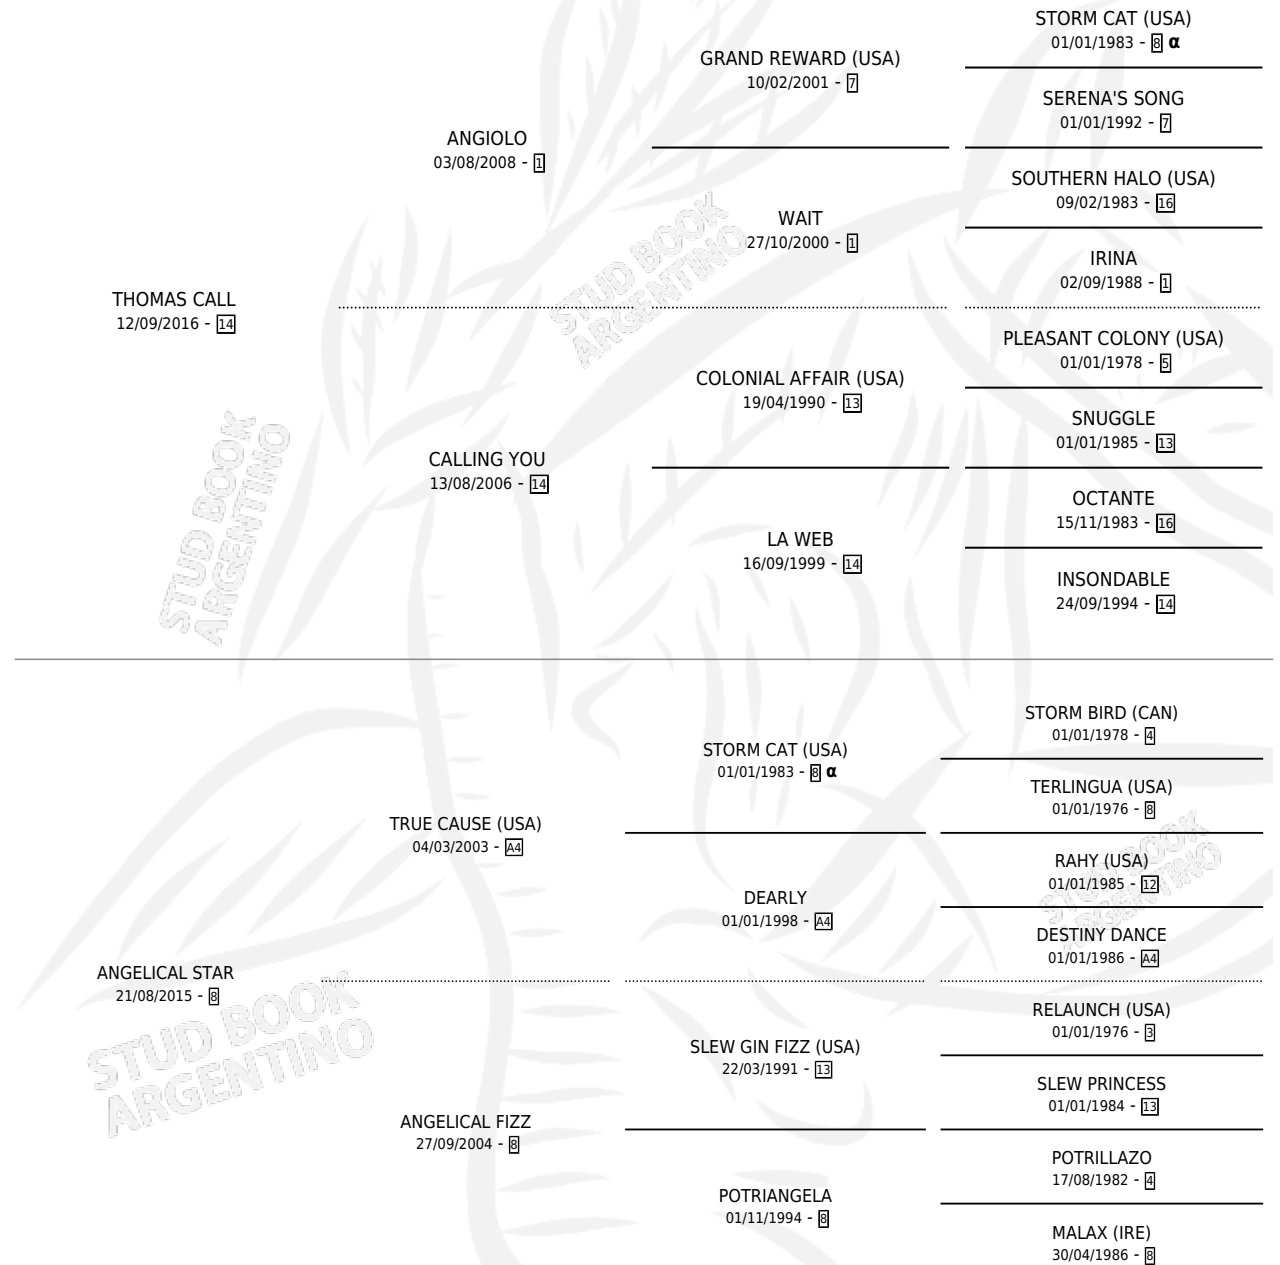 STORM CAT (USA)
01/01/1983 - 8 α
GRAND REWARD (USA)
10/02/2001 - 7
SERENA'S SONG
01/01/1992 - 7
ANGIOLO
03/08/2008 - 1
SOUTHERN HALO (USA)
09/02/1983 - 16
WAIT
27/10/2000 - 1
IRINA
02/09/1988 - 1
THOMAS CALL
12/09/2016 - 14
PLEASANT COLONY (USA)
01/01/1978 - 5
COLONIAL AFFAIR (USA)
19/04/1990 - 13
SNUGGLE
01/01/1985 - 13
CALLING YOU
13/08/2006 - 14
OCTANTE
15/11/1983 - 16
LA WEB
16/09/1999 - 14
INSONDABLE
24/09/1994 - 14
STUD BOOK
ARGENTINO
STUD BOOK
ARGENTINO
STORM BIRD (CAN)
01/01/1978 - 4
STORM CAT (USA)
01/01/1983 - 8 α
TERLINGUA (USA)
01/01/1976 - 8
TRUE CAUSE (USA)
04/03/2003 - A4
RAHY (USA)
01/01/1985 - 12
DEARLY
01/01/1998 - A4
DESTINY DANCE
01/01/1986 - A4
ANGELICAL STAR
21/08/2015 - 8
RELAUNCH (USA)
01/01/1976 - 3
SLEW GIN FIZZ (USA)
22/03/1991 - 13
SLEW PRINCESS
01/01/1984 - 13
ANGELICAL FIZZ
27/09/2004 - 8
POTRILLAZO
17/08/1982 - 4
POTRIANGELA
01/11/1994 - 8
MALAX (IRE)
30/04/1986 - 8
STUD BOOK
ARGENTINO
STUD BOOK
ARGENTINO